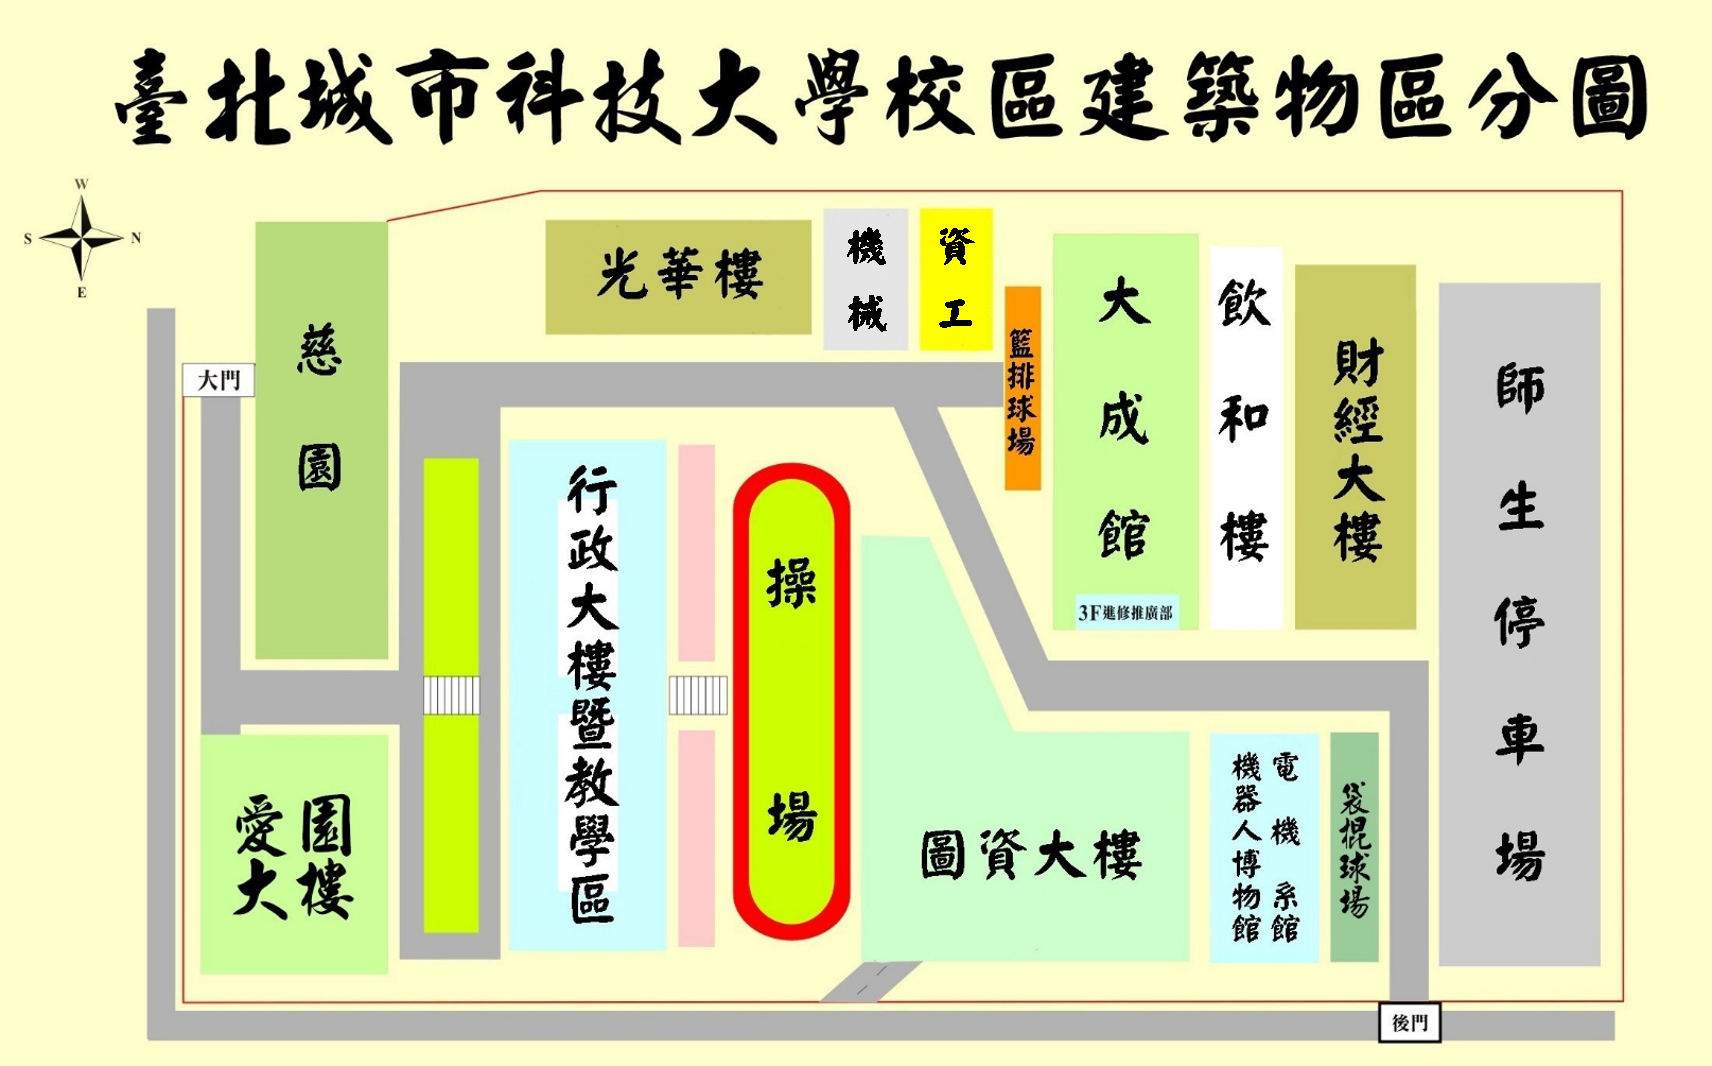 臺北城市科技大學校區建築物區分圖
W
S
N
E
大門
慈園
光華樓
機械
資工
籃排球場
大成館
3F進修推廣部
飲和樓
財經大樓
師生停車場
行政大樓暨教學區
操場
愛園
大樓
圖資大樓
電機系館
機器人博物館
袋棍球場
後門